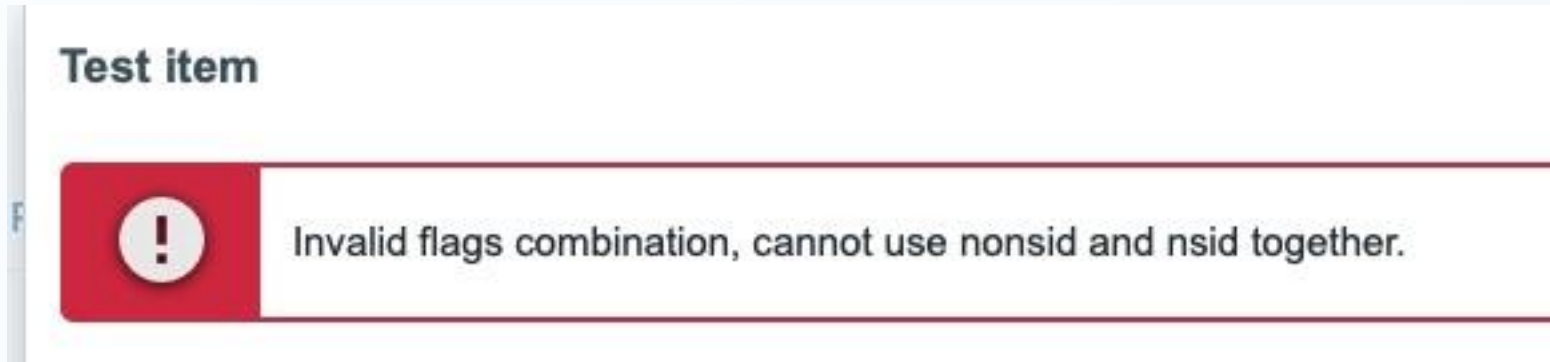 Test item
Invalid flags combination, cannot use nonsid and nsid together.